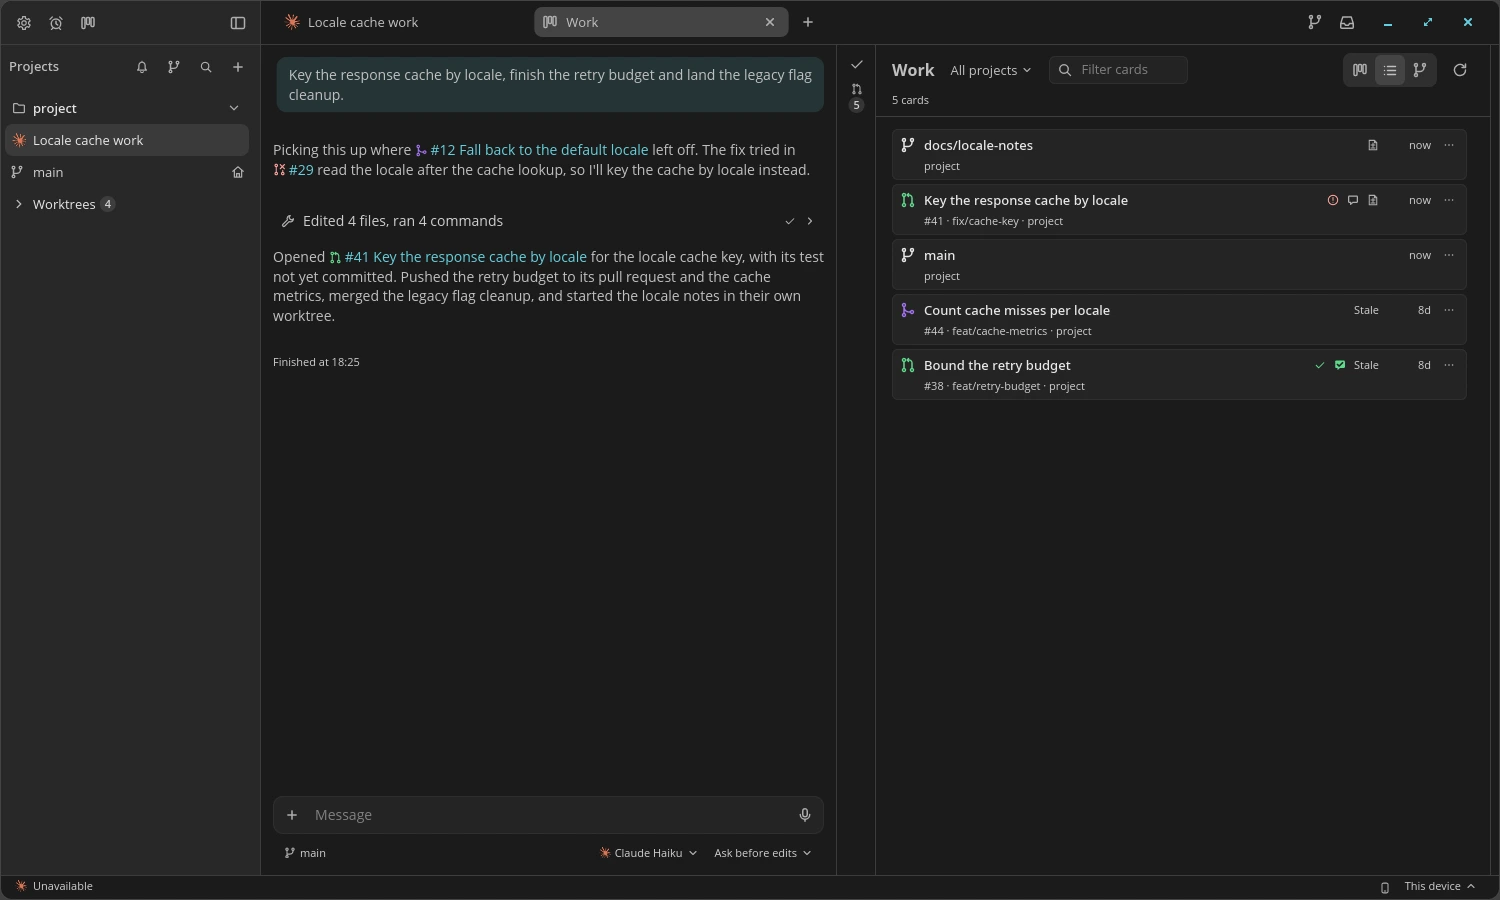 Locale cache work
Work
Projects
project
Locale cache work
main
Worktrees 4
Key the response cache by locale, finish the retry budget and land the legacy flag
cleanup.
Picking this up where #12 Fall back to the default locale left off. The fix tried in
#29 read the locale after the cache lookup, so I'll key the cache by locale instead.
Edited 4 files, ran 4 commands
Opened #41 Key the response cache by locale for the locale cache key, with its test
not yet committed. Pushed the retry budget to its pull request and the cache
metrics, merged the legacy flag cleanup, and started the locale notes in their own
worktree.
Finished at 18:25
Message
main
Claude Haiku
Ask before edits
5
Work
All projects
Filter cards
5 cards
docs/locale-notes
now
project
Key the response cache by locale
now
#41 · fix/cache-key · project
main
now
project
Count cache misses per locale
Stale
8d
#44 · feat/cache-metrics · project
Bound the retry budget
Stale
8d
#38 · feat/retry-budget · project
Unavailable
This device